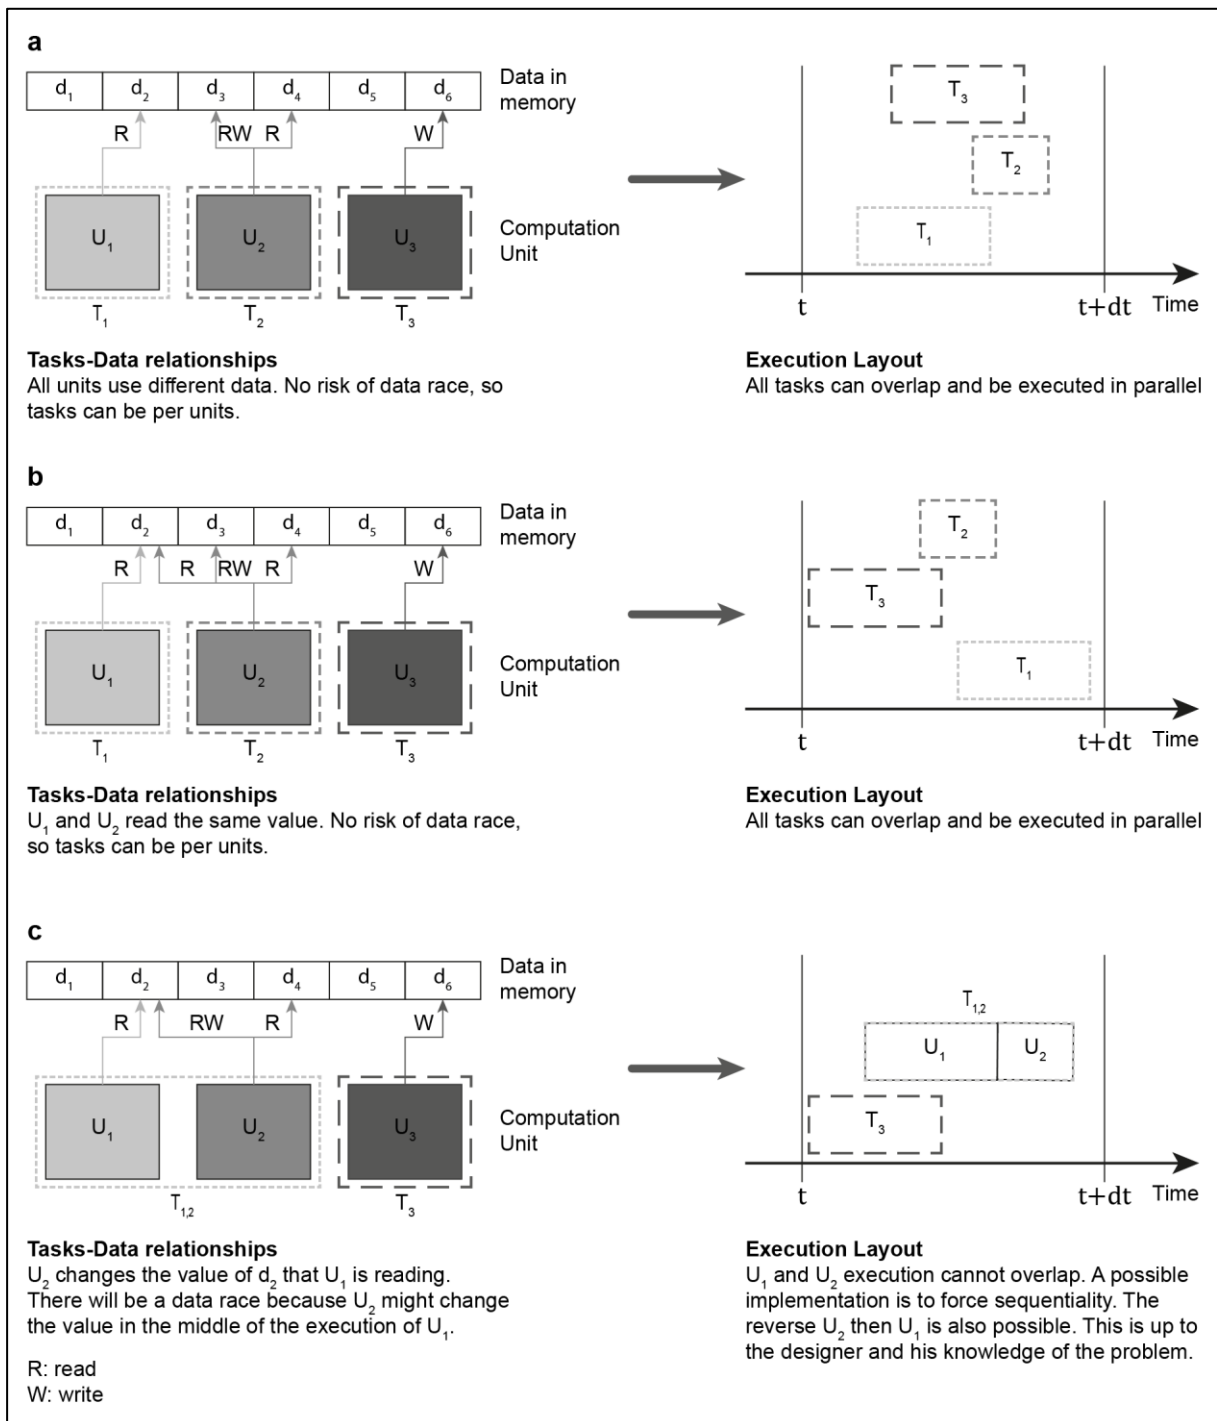 a
d1 d2 d3 d4 d5 d6
Data in
memory
R RW R W
U1 U2 U3
Computation
Unit
T1 T2 T3
T3
T2
T1
t t+dt Time
Tasks-Data relationships
All units use different data. No risk of data race, so
tasks can be per units.
Execution Layout
All tasks can overlap and be executed in parallel
b
d1 d2 d3 d4 d5 d6
Data in
memory
R R RW R W
U1 U2 U3
Computation
Unit
T1 T2 T3
T2
T3
T1
t t+dt Time
Tasks-Data relationships
U1 and U2 read the same value. No risk of data race,
so tasks can be per units.
Execution Layout
All tasks can overlap and be executed in parallel
c
d1 d2 d3 d4 d5 d6
Data in
memory
R RW R W
U1 U2 U3
Computation
Unit
T1,2 T3
T1,2
U1 U2
T3
t t+dt Time
Tasks-Data relationships
U2 changes the value of d2 that U1 is reading.
There will be a data race because U2 might change
the value in the middle of the execution of U1.
R: read
W: write
Execution Layout
U1 and U2 execution cannot overlap. A possible
implementation is to force sequentiality. The
reverse U2 then U1 is also possible. This is up to
the designer and his knowledge of the problem.